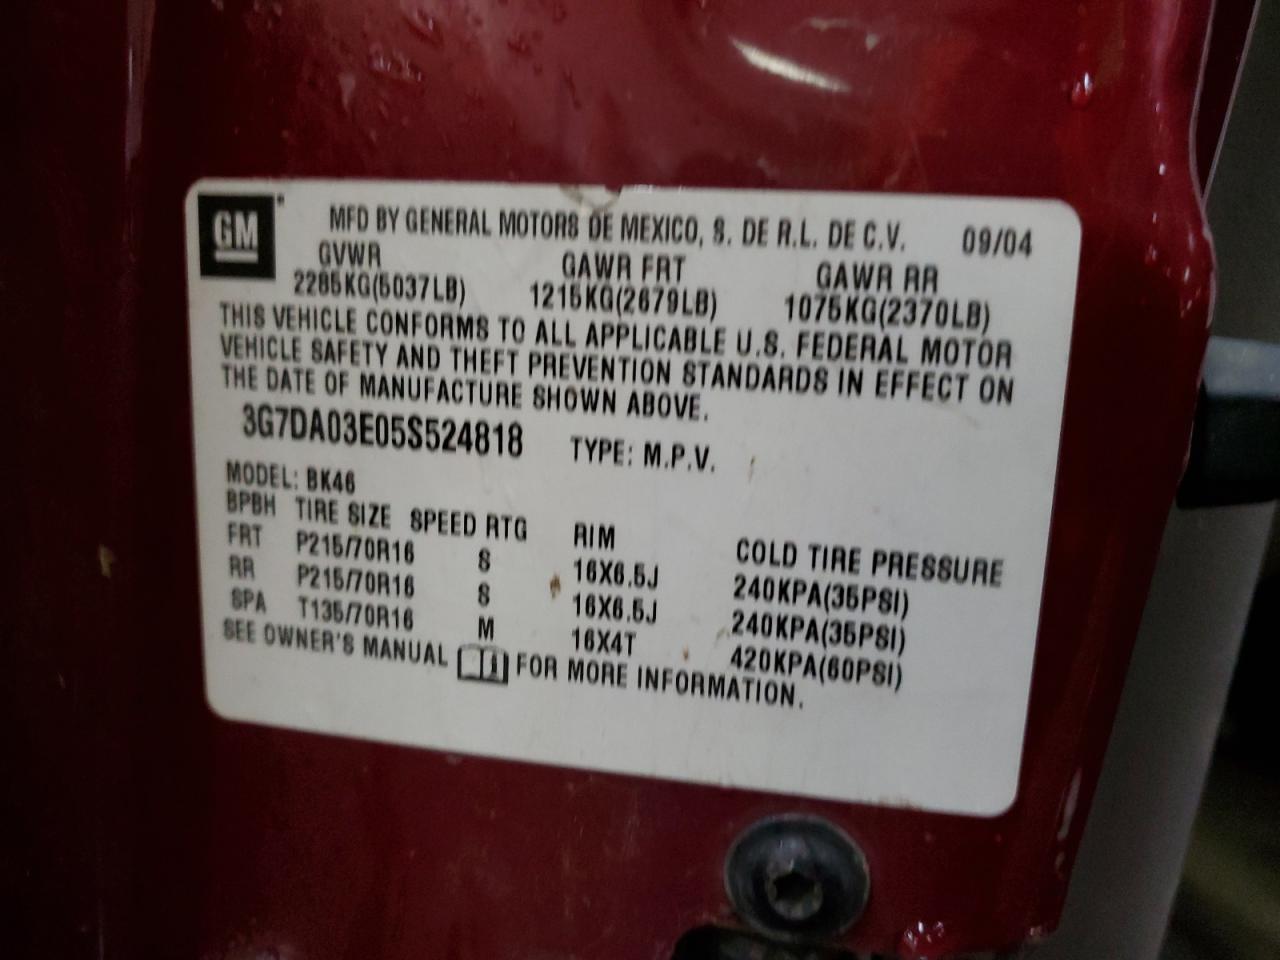 GM
MFD BY GENERAL MOTORS DE MEXICO, S. DE R.L. DE C.V. 09/04
GVWR GAWR FRT GAWR RR
2285KG(5037LB) 1215KG(2679LB) 1075KG(2370LB)
THIS VEHICLE CONFORMS TO ALL APPLICABLE U.S. FEDERAL MOTOR
VEHICLE SAFETY AND THEFT PREVENTION STANDARDS IN EFFECT ON
THE DATE OF MANUFACTURE SHOWN ABOVE.
3G7DA03E05S524818 TYPE: M.P.V.
MODEL: BK46
BPBH TIRE SIZE SPEED RTG RIM COLD TIRE PRESSURE
FRT P215/70R16 S 16X6.5J 240KPA(35PSI)
RR P215/70R16 S 16X6.5J 240KPA(35PSI)
SPA T135/70R16 M 16X4T 420KPA(60PSI)
SEE OWNER'S MANUAL FOR MORE INFORMATION.